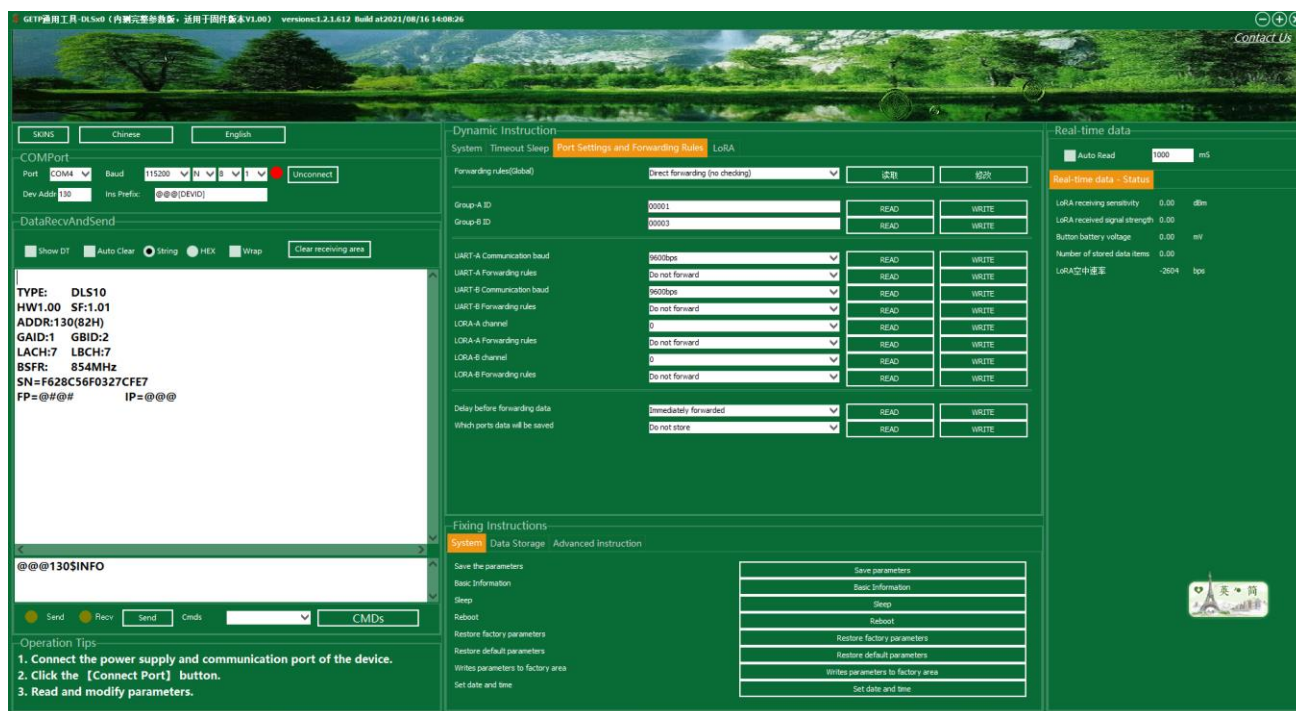 GETP通用工具-DLSx0（内测完整参数版，适用于固件版本V1.00） versions:1.2.1.612 Build at2021/08/16 14:08:26
Contact Us
SKINS Chinese English
COMPort
Port COM4 Baud 115200 N 8 1 Unconnect
Dev Addr 130 Ins Prefix: @@@[DEVID]
DataRecvAndSend
Show DT Auto Clear String HEX Wrap Clear receiving area
TYPE: DLS10
HW1.00 SF:1.01
ADDR:130(82H)
GAID:1 GBID:2
LACH:7 LBCH:7
BSFR: 854MHz
SN=F628C56F0327CFE7
FP=@#@# IP=@@@
@@@130$INFO
Send Recv Send Cmds CMDs
Operation Tips
1. Connect the power supply and communication port of the device.
2. Click the 【Connect Port】 button.
3. Read and modify parameters.
Dynamic Instruction
System Timeout Sleep Port Settings and Forwarding Rules LoRA
Forwarding rules(Global) Direct forwarding (no checking) 读取 修改
Group-A ID 00001 READ WRITE
Group-B ID 00003 READ WRITE
UART-A Communication baud 9600bps READ WRITE
UART-A Forwarding rules Do not forward READ WRITE
UART-B Communication baud 9600bps READ WRITE
UART-B Forwarding rules Do not forward READ WRITE
LORA-A channel 0 READ WRITE
LORA-A Forwarding rules Do not forward READ WRITE
LORA-B channel 0 READ WRITE
LORA-B Forwarding rules Do not forward READ WRITE
Delay before forwarding data Immediately forwarded READ WRITE
Which ports data will be saved Do not store READ WRITE
Fixing Instructions
System Data Storage Advanced instruction
Save the parameters Save parameters
Basic Information Basic Information
Sleep Sleep
Reboot Reboot
Restore factory parameters Restore factory parameters
Restore default parameters Restore default parameters
Writes parameters to factory area Writes parameters to factory area
Set date and time Set date and time
Real-time data
Auto Read 1000 mS
Real-time data - Status
LoRA receiving sensitivity 0.00 dBm
LoRA received signal strength 0.00
Button battery voltage 0.00 mV
Number of stored data items 0.00
LoRA空中速率 -2604 bps
英 简